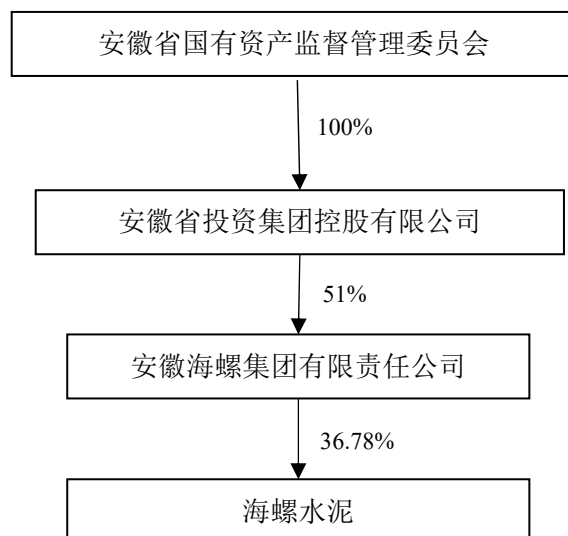 安徽省国有资产监督管理委员会
100%
安徽省投资集团控股有限公司
51%
安徽海螺集团有限责任公司
36.78%
海螺水泥